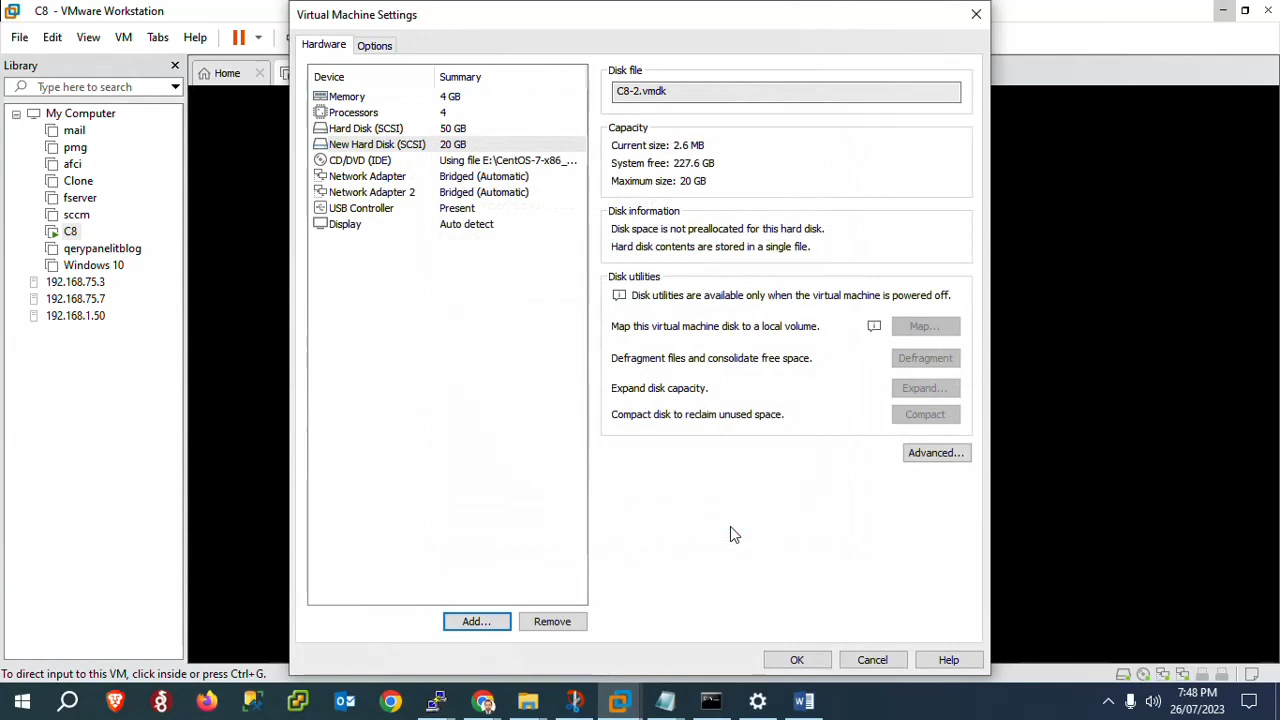 C8 - VMware Workstation
File Edit View VM Tabs Help
Library
Type here to search
My Computer
mail
pmg
afci
Clone
fserver
sccm
C8
qerypanelitblog
Windows 10
192.168.75.3
192.168.75.7
192.168.1.50
Home
Virtual Machine Settings
Hardware Options
Device Summary
Memory 4 GB
Processors 4
Hard Disk (SCSI) 50 GB
New Hard Disk (SCSI) 20 GB
CD/DVD (IDE) Using file E:\CentOS-7-x86_...
Network Adapter Bridged (Automatic)
Network Adapter 2 Bridged (Automatic)
USB Controller Present
Display Auto detect
Add... Remove
Disk file
C8-2.vmdk
Capacity
Current size: 2.6 MB
System free: 227.6 GB
Maximum size: 20 GB
Disk information
Disk space is not preallocated for this hard disk.
Hard disk contents are stored in a single file.
Disk utilities
Disk utilities are available only when the virtual machine is powered off.
Map this virtual machine disk to a local volume. Map...
Defragment files and consolidate free space. Defragment
Expand disk capacity. Expand...
Compact disk to reclaim unused space. Compact
Advanced...
OK Cancel Help
To direct input to this VM, click inside or press Ctrl+G.
7:48 PM
26/07/2023